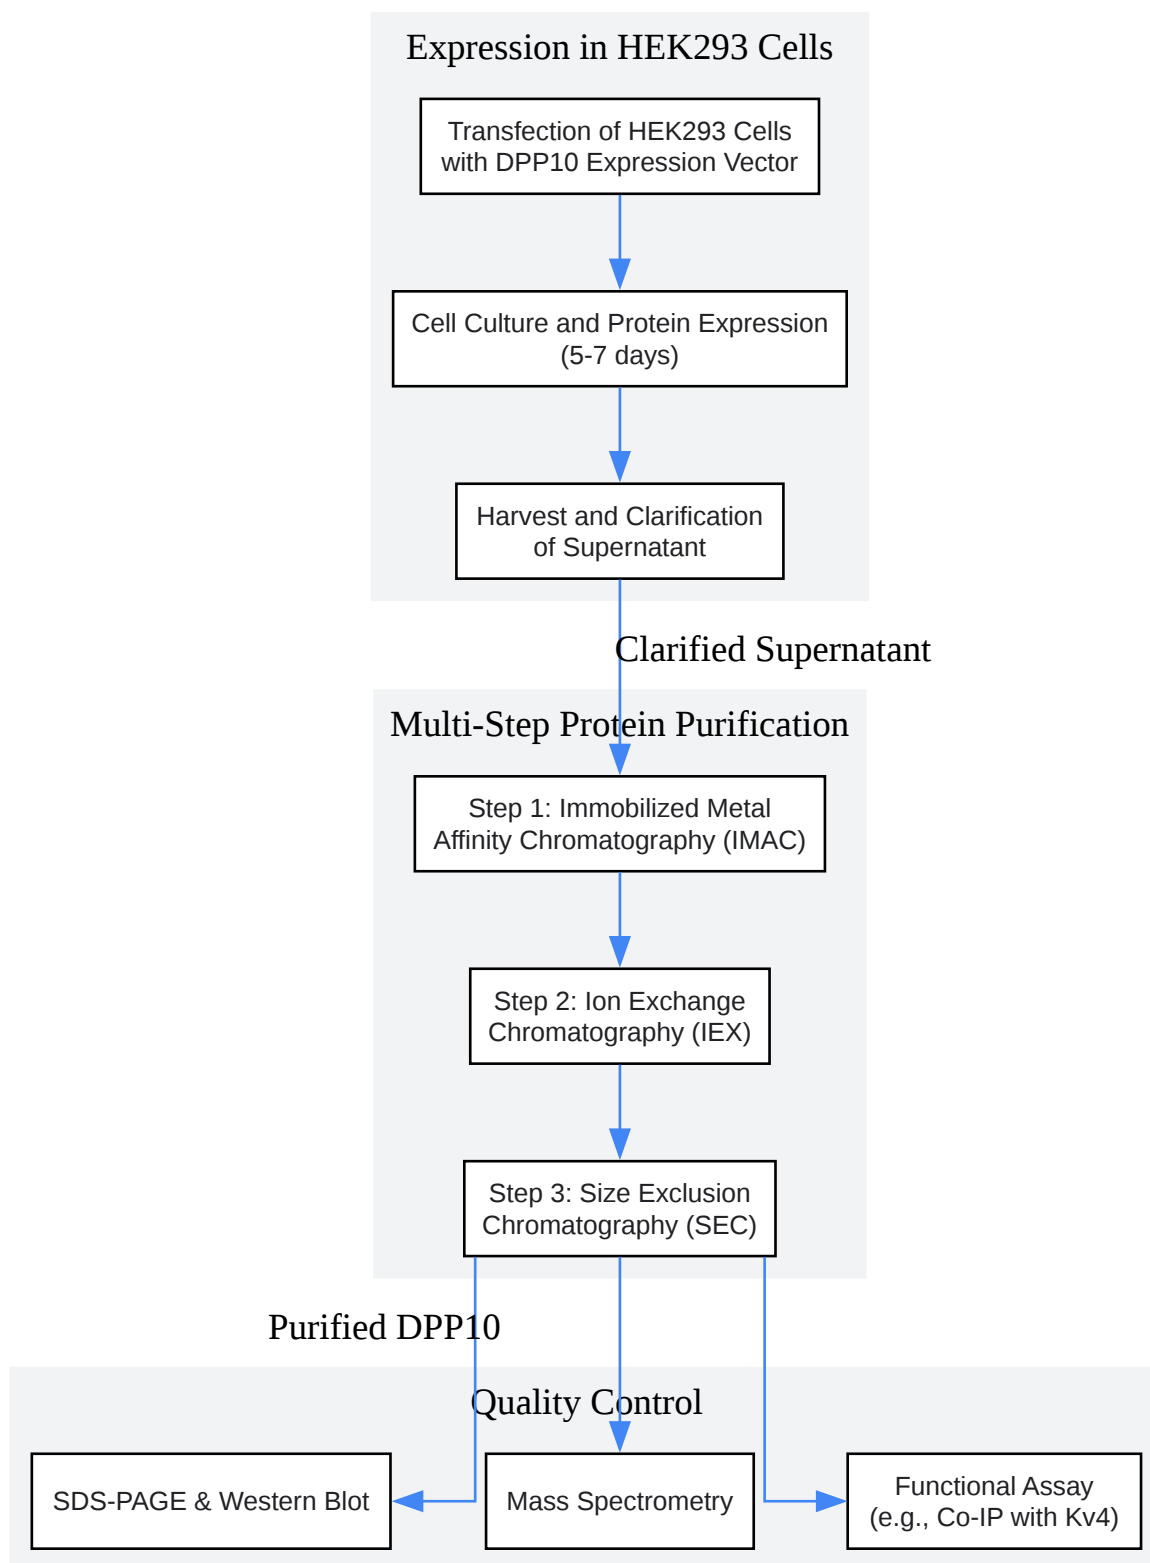 Expression in HEK293 Cells
Transfection of HEK293 Cells
with DPP10 Expression Vector
Cell Culture and Protein Expression
(5-7 days)
Harvest and Clarification
of Supernatant
Clarified Supernatant
Multi-Step Protein Purification
Step 1: Immobilized Metal
Affinity Chromatography (IMAC)
Step 2: Ion Exchange
Chromatography (IEX)
Step 3: Size Exclusion
Chromatography (SEC)
Purified DPP10
Quality Control
SDS-PAGE & Western Blot
Mass Spectrometry
Functional Assay
(e.g., Co-IP with Kv4)